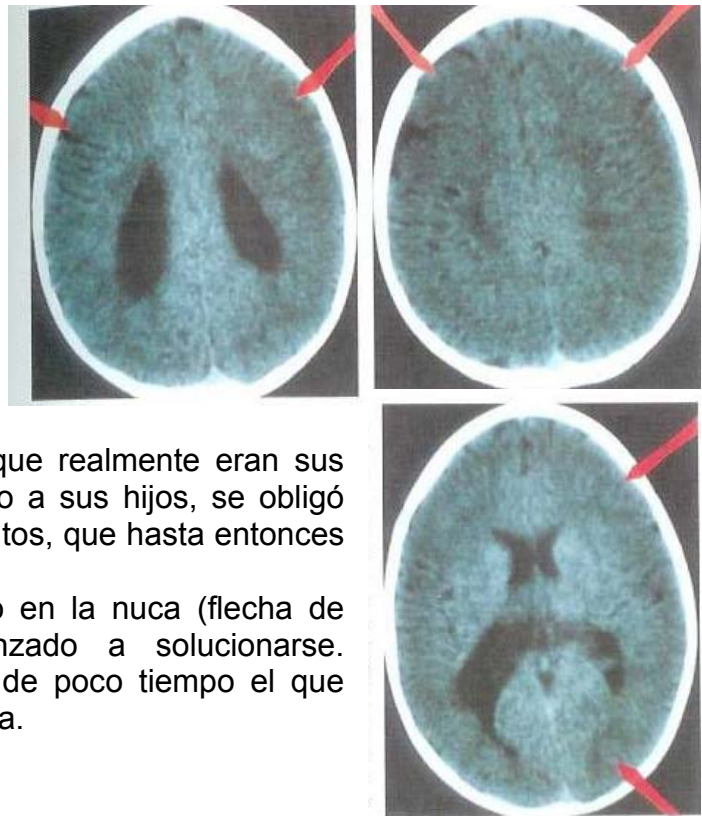 que realmente eran sus
o a sus hijos, se obligó
tos, que hasta entonces
o en la nuca (flecha de
nzado a solucionarse.
de poco tiempo el que
a.